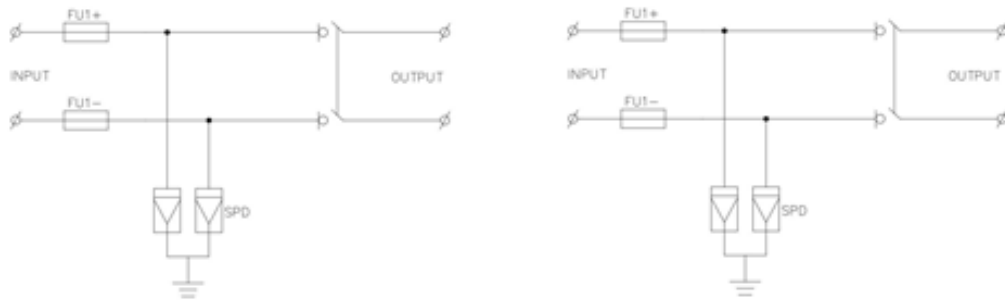 FU1+
INPUT
OUTPUT
FU1-
SPD
FU1+
INPUT
OUTPUT
FU1-
SPD